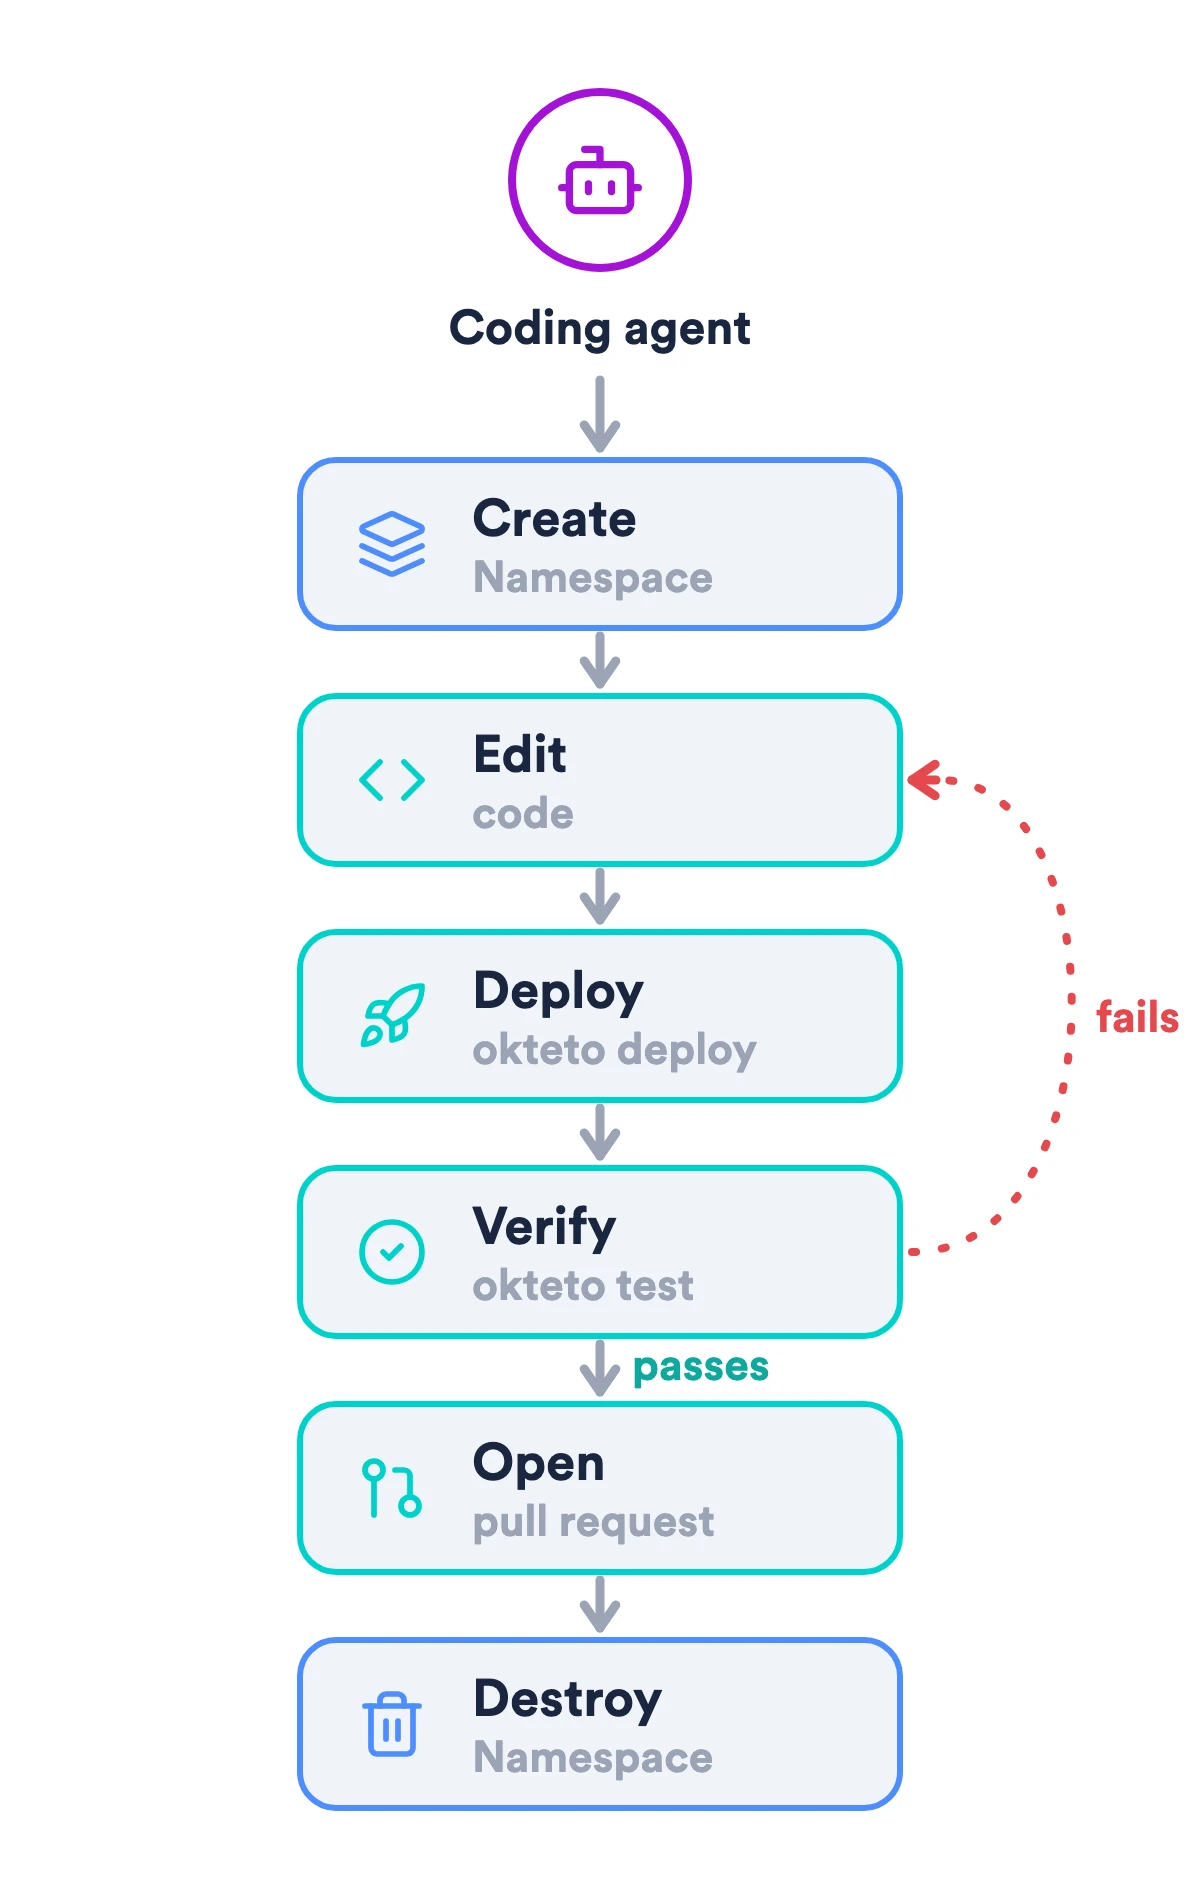 Coding agent
Create
Namespace
Edit
code
Deploy
okteto deploy
fails
Verify
okteto test
passes
Open
pull request
Destroy
Namespace